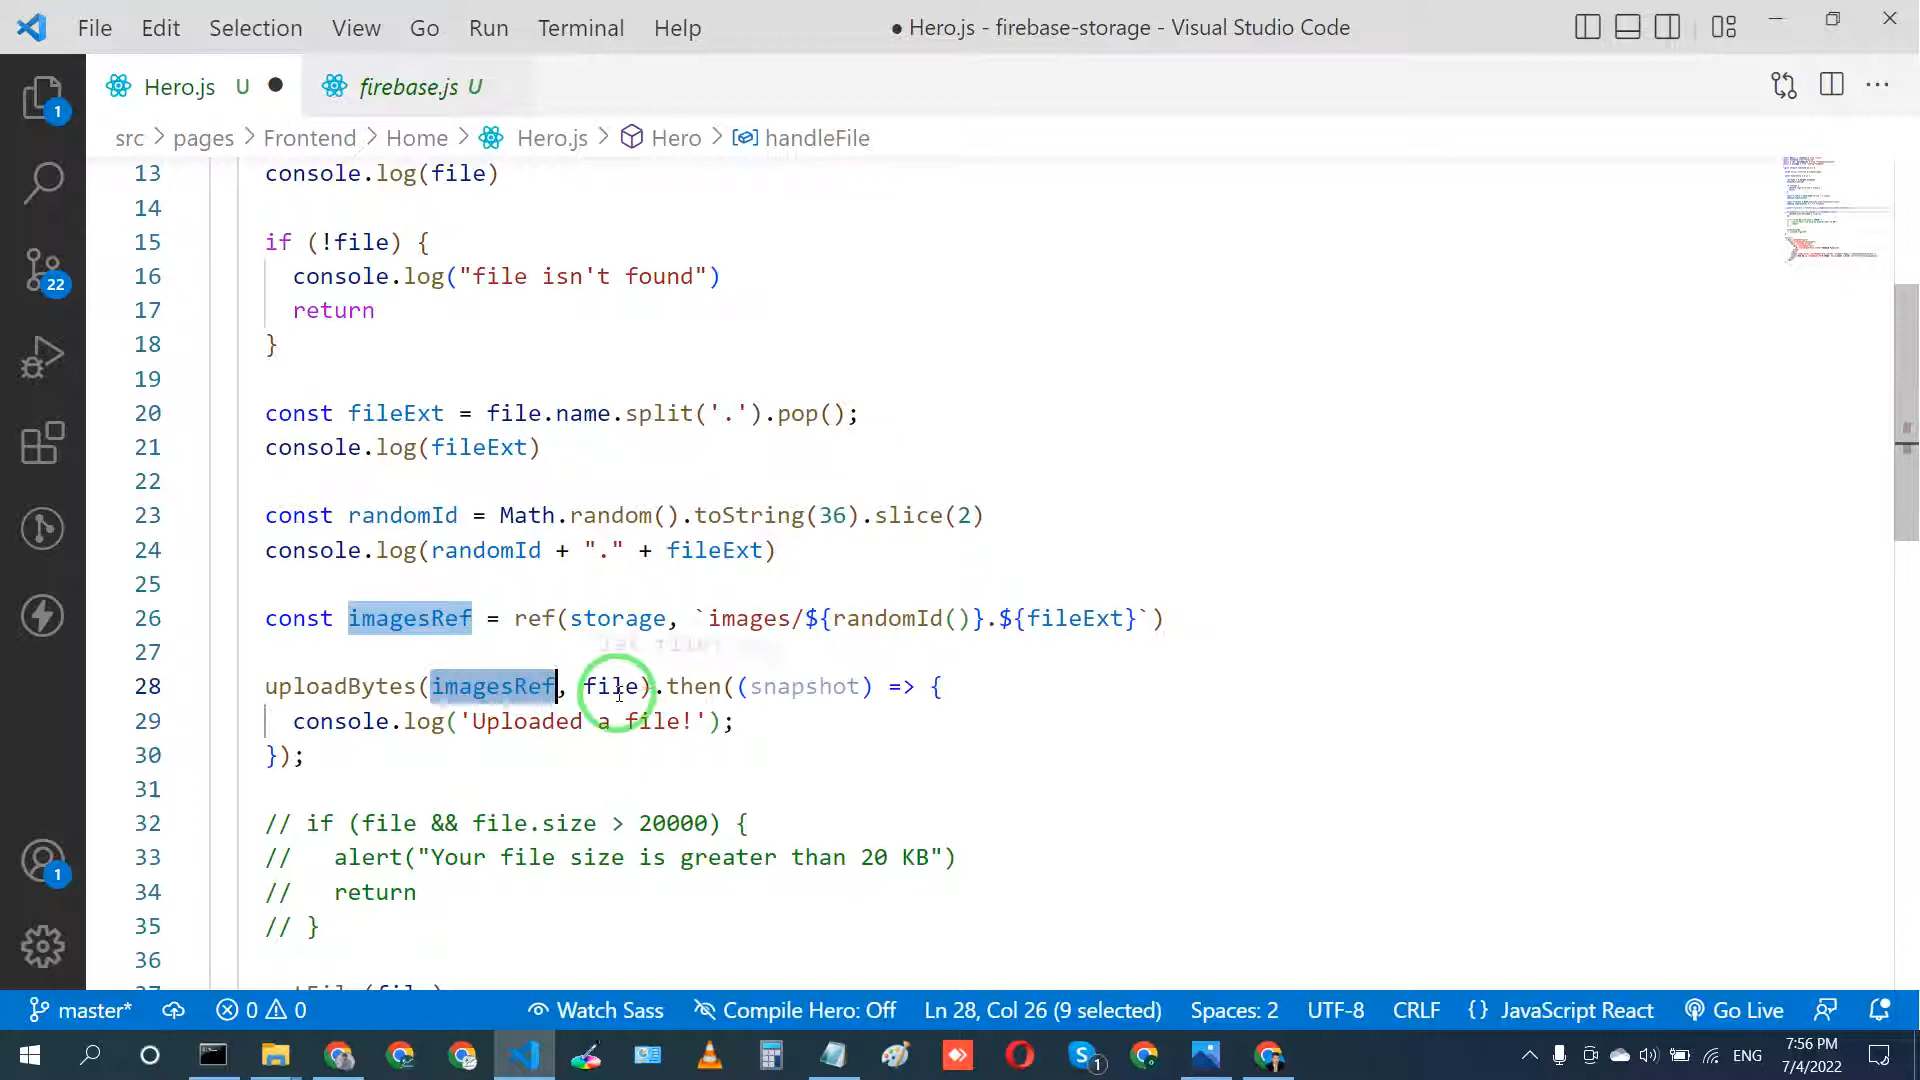 File Edit Selection View Go Run Terminal Help
● Hero.js - firebase-storage - Visual Studio Code
Hero.js U ●
firebase.js U
src > pages > Frontend > Home > Hero.js > Hero > handleFile
13 console.log(file)
14
15 if (!file) {
16 console.log("file isn't found")
17 return
18 }
19
20 const fileExt = file.name.split('.').pop();
21 console.log(fileExt)
22
23 const randomId = Math.random().toString(36).slice(2)
24 console.log(randomId + "." + fileExt)
25
26 const imagesRef = ref(storage, `images/${randomId()}.${fileExt}`)
27
28 uploadBytes(imagesRef, file).then((snapshot) => {
29 console.log('Uploaded a file!');
30 });
31
32 // if (file && file.size > 20000) {
33 // alert("Your file size is greater than 20 KB")
34 // return
35 // }
36
1
22
1
master* 0 0 Watch Sass Compile Hero: Off Ln 28, Col 26 (9 selected) Spaces: 2 UTF-8 CRLF {} JavaScript React Go Live
1
ENG
7:56 PM
7/4/2022